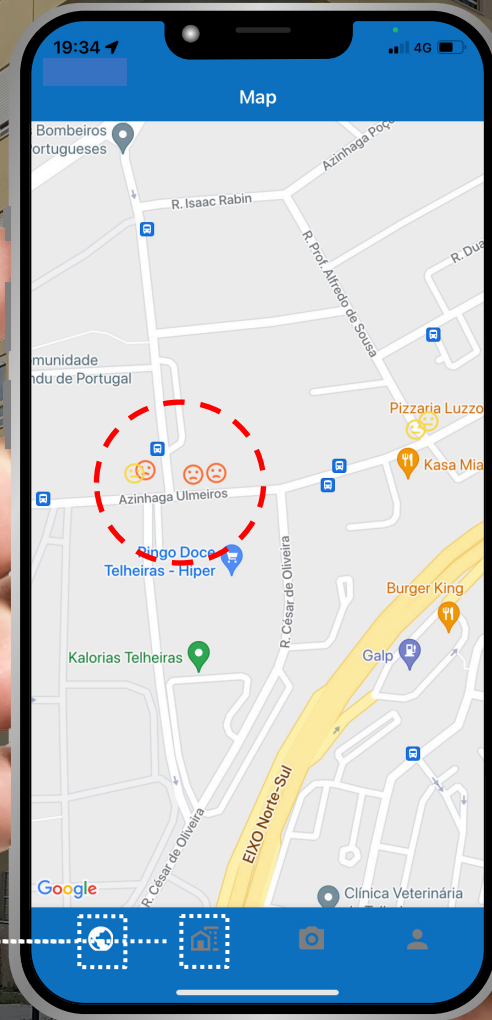 19:34
4G
Map
Bombeiros
ortugueses
Azinhaga Poço
R. Isaac Rabin
R. Prof. Alfredo de Sousa
R. Dua
munidade
ndu de Portugal
Pizzaria Luzzo
Kasa Mia
Azinhaga Ulmeiros
Pingo Doce
Telheiras - Hiper
R. César de Oliveira
Burger King
Galp
Kalorias Telheiras
EIXO Norte-Sul
R. César de Oliveira
Google
Clínica Veterinária